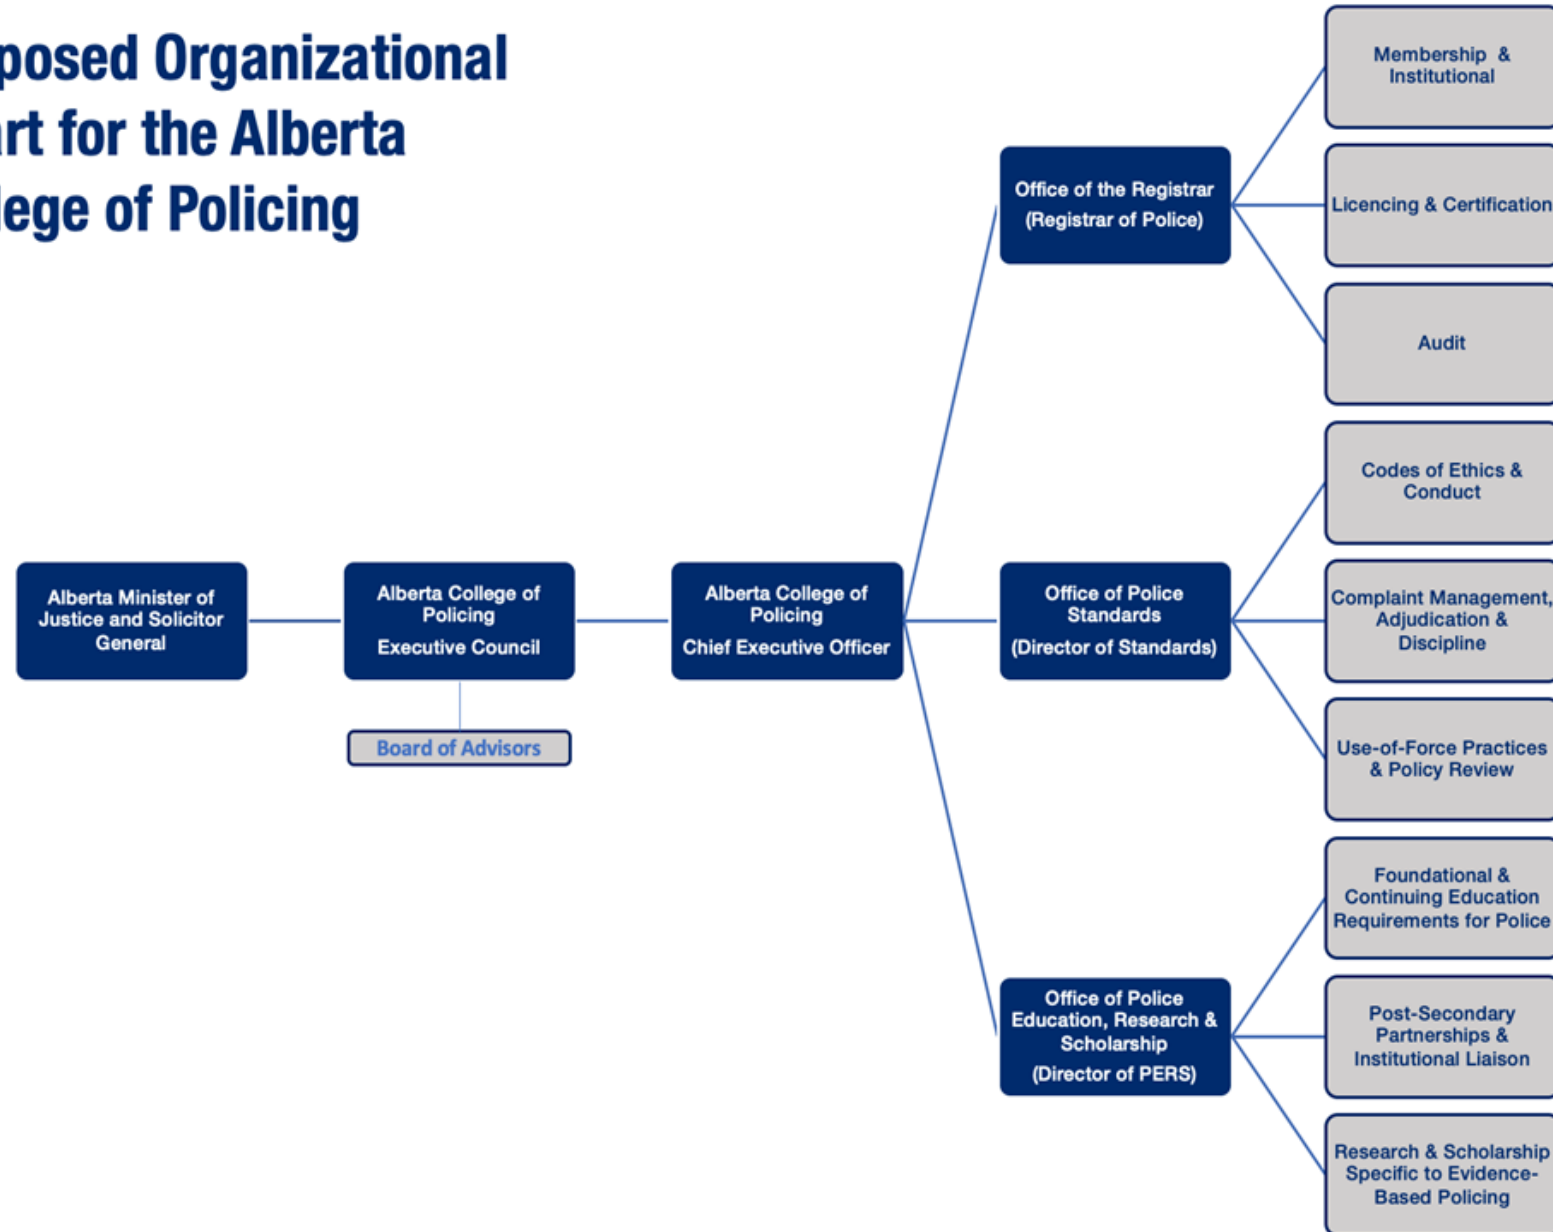 posed Organizational
art for the Alberta
lege of Policing
Membership &
Institutional
Office of the Registrar
(Registrar of Police)
Licencing & Certification
Audit
Codes of Ethics &
Conduct
Alberta Minister of
Justice and Solicitor
General
Alberta College of
Policing
Executive Council
Alberta College of
Policing
Chief Executive Officer
Office of Police
Standards
(Director of Standards)
Complaint Management,
Adjudication &
Discipline
Board of Advisors
Use-of-Force Practices
& Policy Review
Foundational &
Continuing Education
Requirements for Police
Office of Police
Education, Research &
Scholarship
(Director of PERS)
Post-Secondary
Partnerships &
Institutional Liaison
Research & Scholarship
Specific to Evidence-
Based Policing